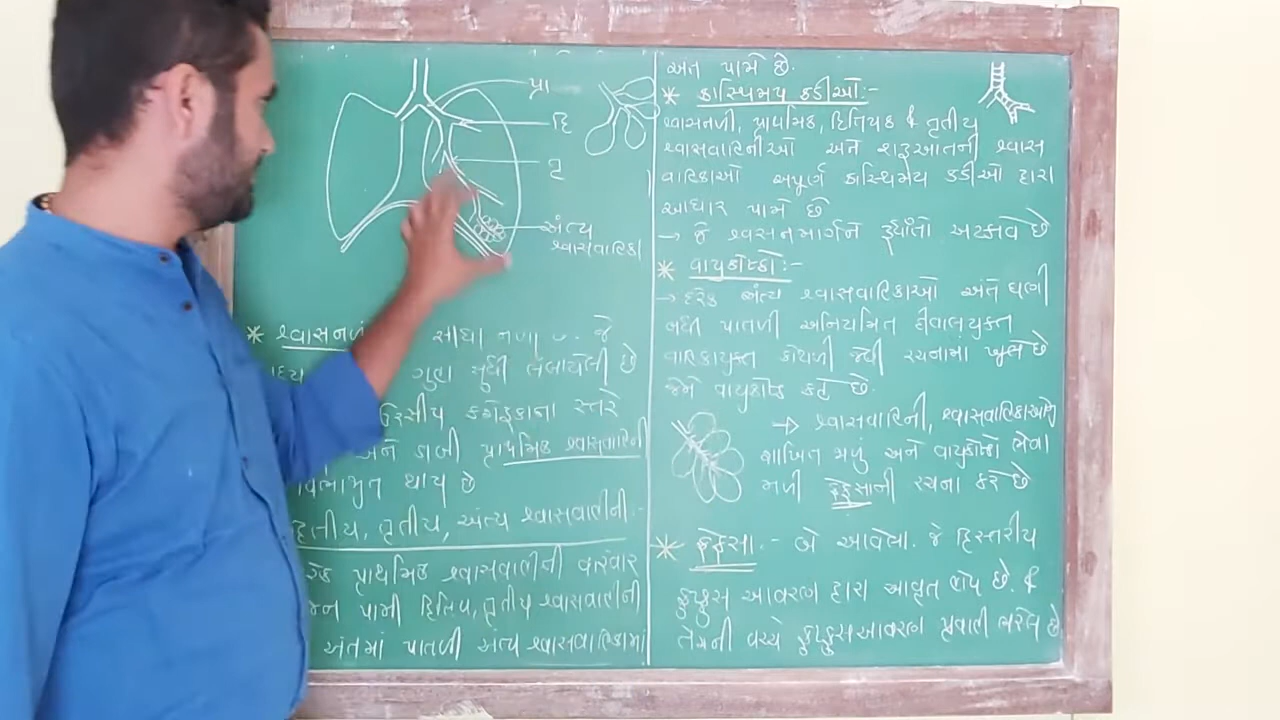 પ્રા
દ્વિ
તૃ
અંત્ય
શ્વાસવાહિકા
* શ્વાસનળી સીધી નળી જે
ગુહા સુધી લંબાયેલી છે
ઉરસીય કશેરૂકાના સ્તરે
અને ડાબી પ્રાથમિક શ્વાસવાહિની
વિભાજીત થાય છે
દ્વિતીય, તૃતીય, અંત્ય શ્વાસવાહીની:-
પ્રાથમિક શ્વાસવાહીની વારંવાર
પામી દ્વિતિય, તૃતીય શ્વાસવાહીની
અંતમાં પાતળી અંત્ય શ્વાસવાહિકામાં
અંત પામે છે.
* કાસ્થિમય કડીઓ:-
શ્વાસનળી, પ્રાથમિક, દ્વિતિયક & તૃતીય
શ્વાસવાહિનીઓ અને શરૂઆતની શ્વાસ
વાહિકાઓ અપૂર્ણ કાસ્થિમય કડીઓ દ્વારા
આધાર પામે છે
→ જે શ્વસનમાર્ગને રૂંધાતો અટકાવે છે
* વાયુકોષ્ઠો:-
→ દરેક અંત્ય શ્વાસવાહિકાઓ અંતે ઘણી
બધી પાતળી અનિયમિત દીવાલયુક્ત
વાહિકાયુક્ત કોથળી જેવી રચનામાં ખૂલે છે
જેને વાયુકોષ્ઠ કહે છે.
→ શ્વાસવાહિની, શ્વાસવાહિકાઓનું
શાખિત જાળું અને વાયુકોષ્ઠો ભેગા
મળી ફેફસાની રચના કરે છે
* ફેફસા:- બે આવેલા. જે દ્વિસ્તરીય
ફુફ્ફુસ આવરણ દ્વારા આવૃત હોય છે. &
તેમની વચ્ચે ફુફ્ફુસઆવરણ પ્રવાહી ભરેલ છે